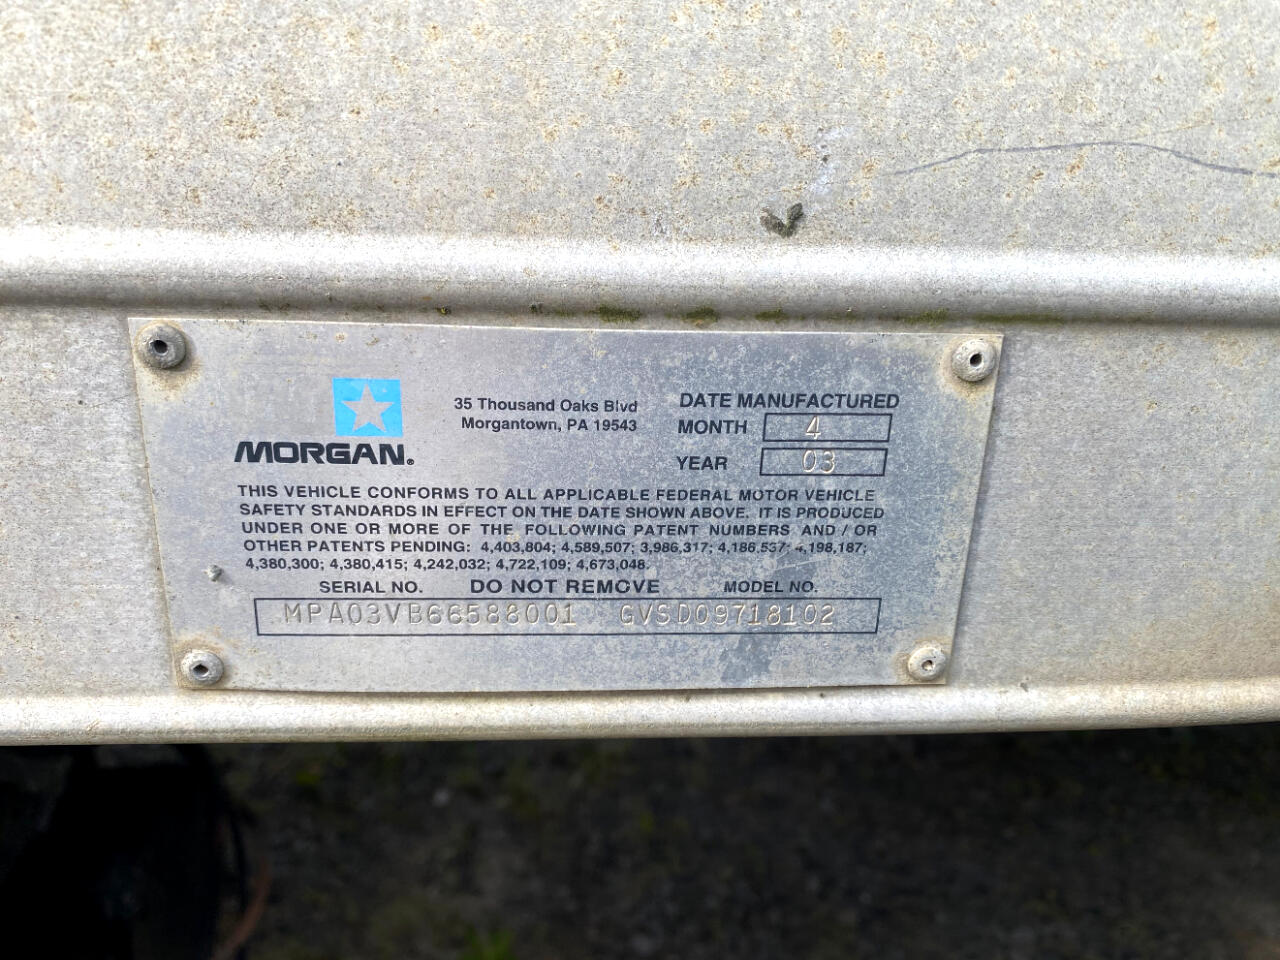 MORGAN®
35 Thousand Oaks Blvd
Morgantown, PA 19543
DATE MANUFACTURED
MONTH 4
YEAR 03
THIS VEHICLE CONFORMS TO ALL APPLICABLE FEDERAL MOTOR VEHICLE
SAFETY STANDARDS IN EFFECT ON THE DATE SHOWN ABOVE. IT IS PRODUCED
UNDER ONE OR MORE OF THE FOLLOWING PATENT NUMBERS AND / OR
OTHER PATENTS PENDING: 4,403,804; 4,589,507; 3,986,317; 4,186,537; 4,198,187;
4,380,300; 4,380,415; 4,242,032; 4,722,109; 4,673,048.
SERIAL NO. DO NOT REMOVE MODEL NO.
MPA03VB66588001 GVSD09718102